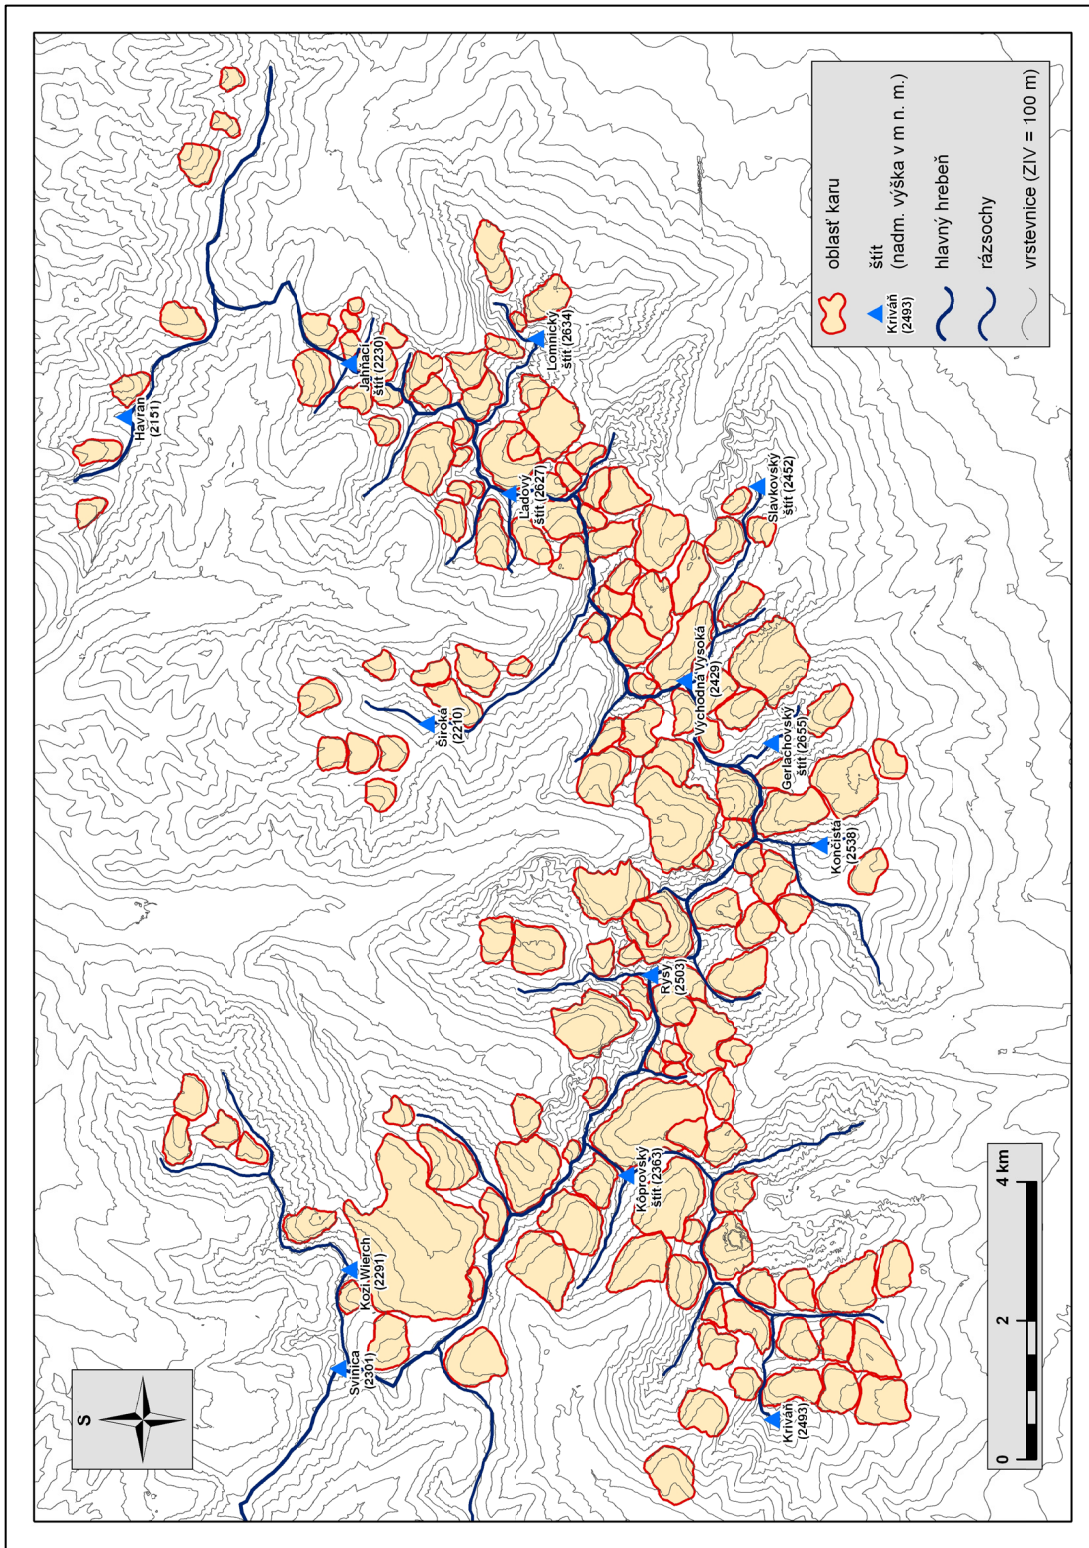 S
Havran
(2151)
Jahňací
štít (2230)
Lomnický
štít (2634)
Ľadový
štít (2627)
Široká
(2210)
Slavkovský
štít (2452)
Východná Vysoká
(2429)
Gerlachovský
štít (2655)
Končistá
(2538)
Rysy
(2503)
Kôprovský
štít (2363)
Kozi Wierch
(2291)
Svinica
(2301)
Kriváň
(2493)
oblasť karu
Kriváň
(2493)
štít
(nadm. výška v m n. m.)
hlavný hrebeň
rázsochy
vrstevnice (ZIV = 100 m)
0 2 4 km